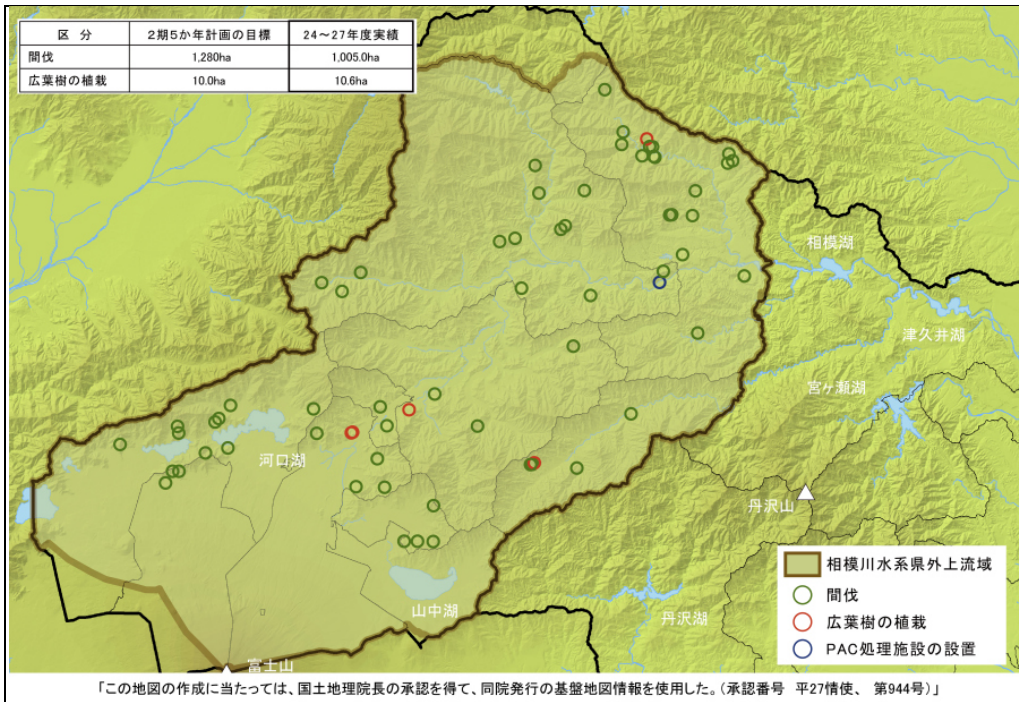 区 分 2期5か年計画の目標 24～27年度実績
間伐 1,280ha 1,005.0ha
広葉樹の植栽 10.0ha 10.6ha
相模湖
津久井湖
宮ヶ瀬湖
河口湖
丹沢山
山中湖
丹沢湖
富士山
相模川水系県外上流域
間伐
広葉樹の植栽
PAC処理施設の設置
「この地図の作成に当たっては、国土地理院長の承認を得て、同院発行の基盤地図情報を使用した。(承認番号 平27情使、 第944号)」